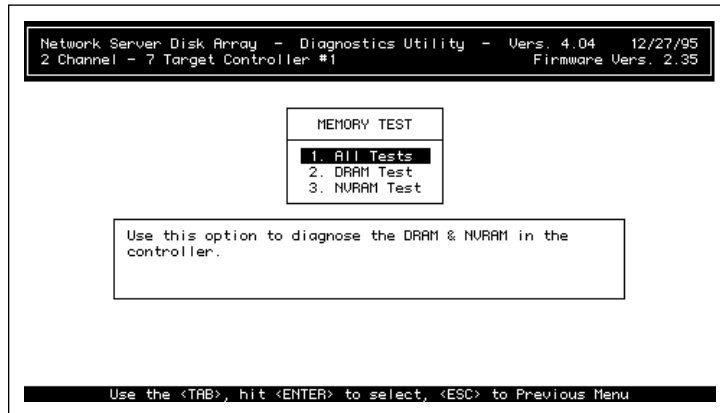 Network Server Disk Array - Diagnostics Utility - Vers. 4.04 12/27/95
2 Channel - 7 Target Controller #1 Firmware Vers. 2.35
MEMORY TEST
1. All Tests
2. DRAM Test
3. NVRAM Test
Use this option to diagnose the DRAM & NVRAM in the
controller.
Use the <TAB>, hit <ENTER> to select, <ESC> to Previous Menu